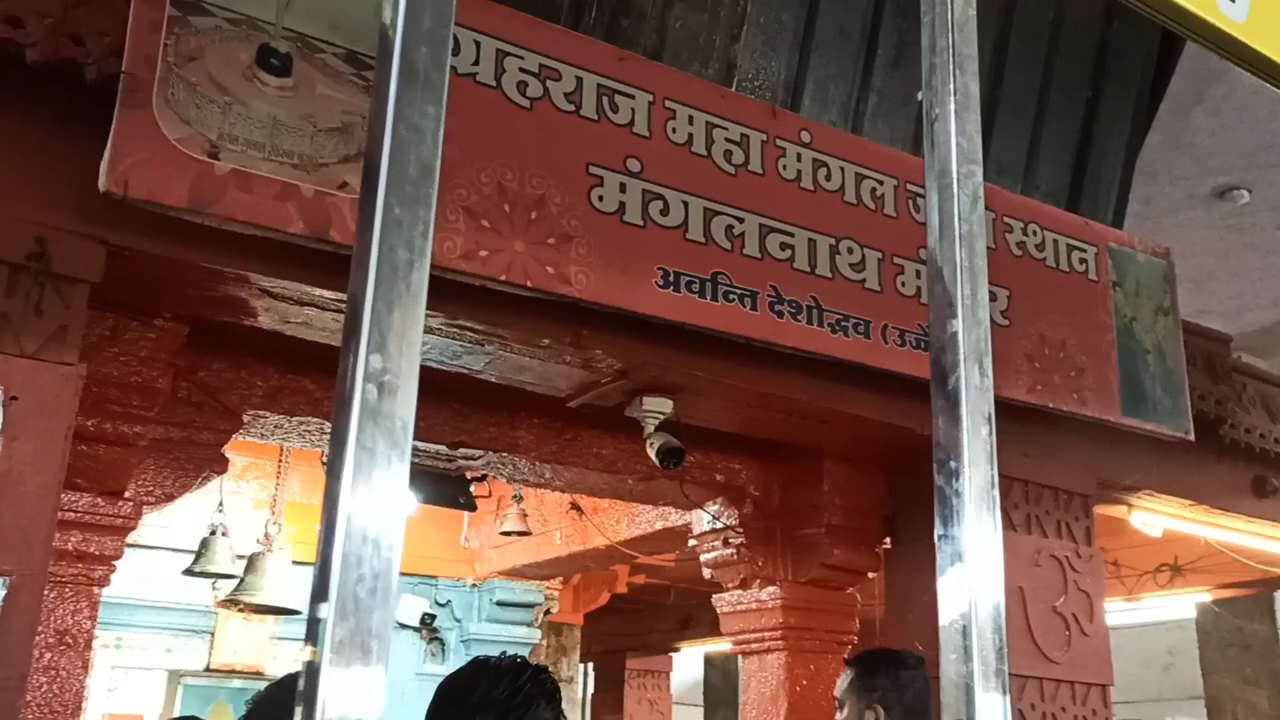 ग्रहराज महा मंगल स्थान
मंगलनाथ
अवन्ति देशोद्भव
ॐ